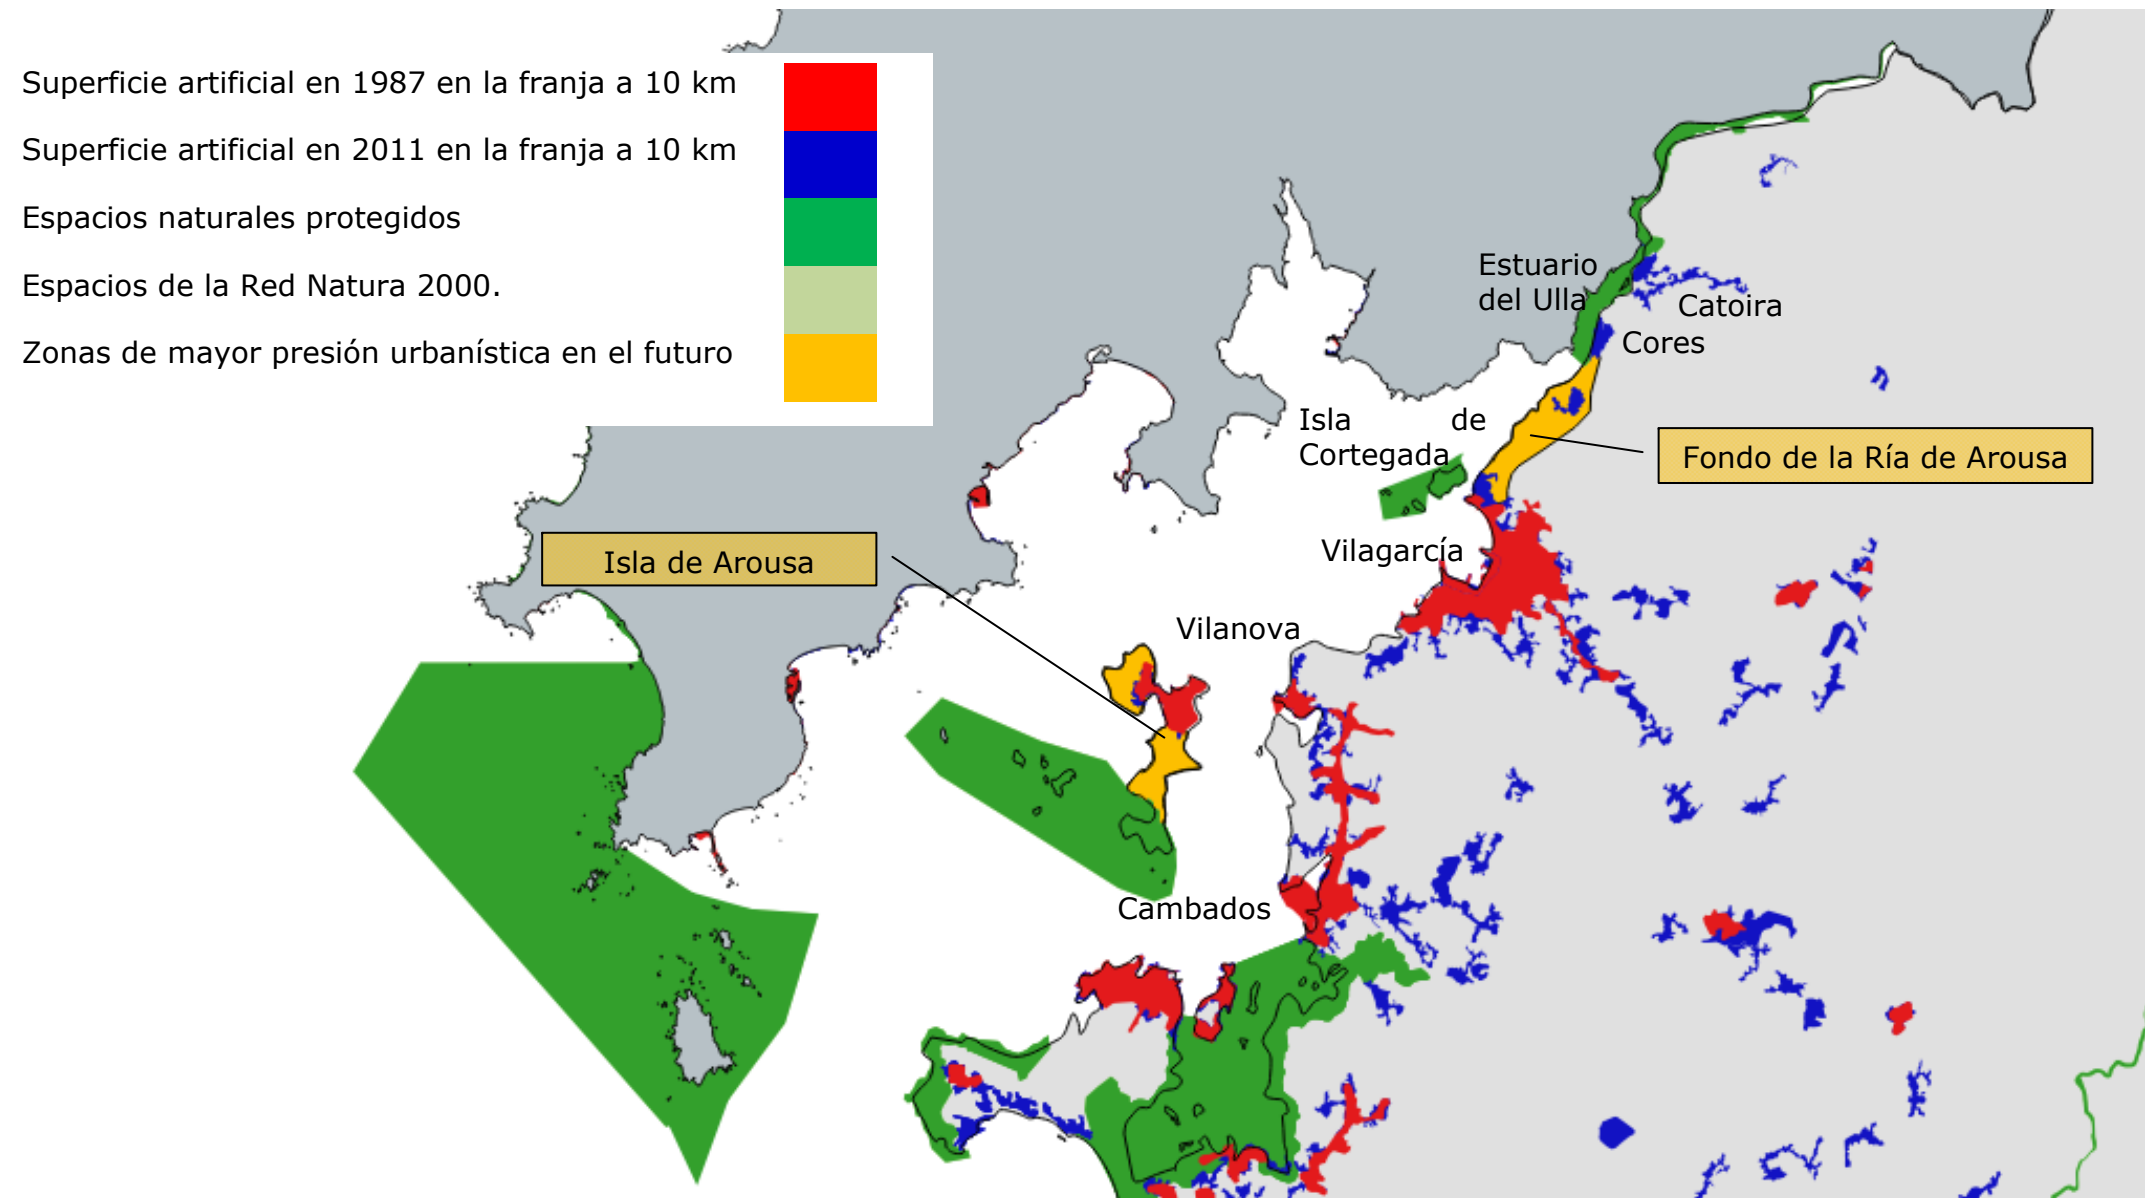 Superficie artificial en 1987 en la franja a 10 km
Superficie artificial en 2011 en la franja a 10 km
Espacios naturales protegidos
Espacios de la Red Natura 2000.
Zonas de mayor presión urbanística en el futuro
Estuario
del Ulla
Catoira
Cores
Isla de
Cortegada
Fondo de la Ría de Arousa
Vilagarcía
Isla de Arousa
Vilanova
Cambados